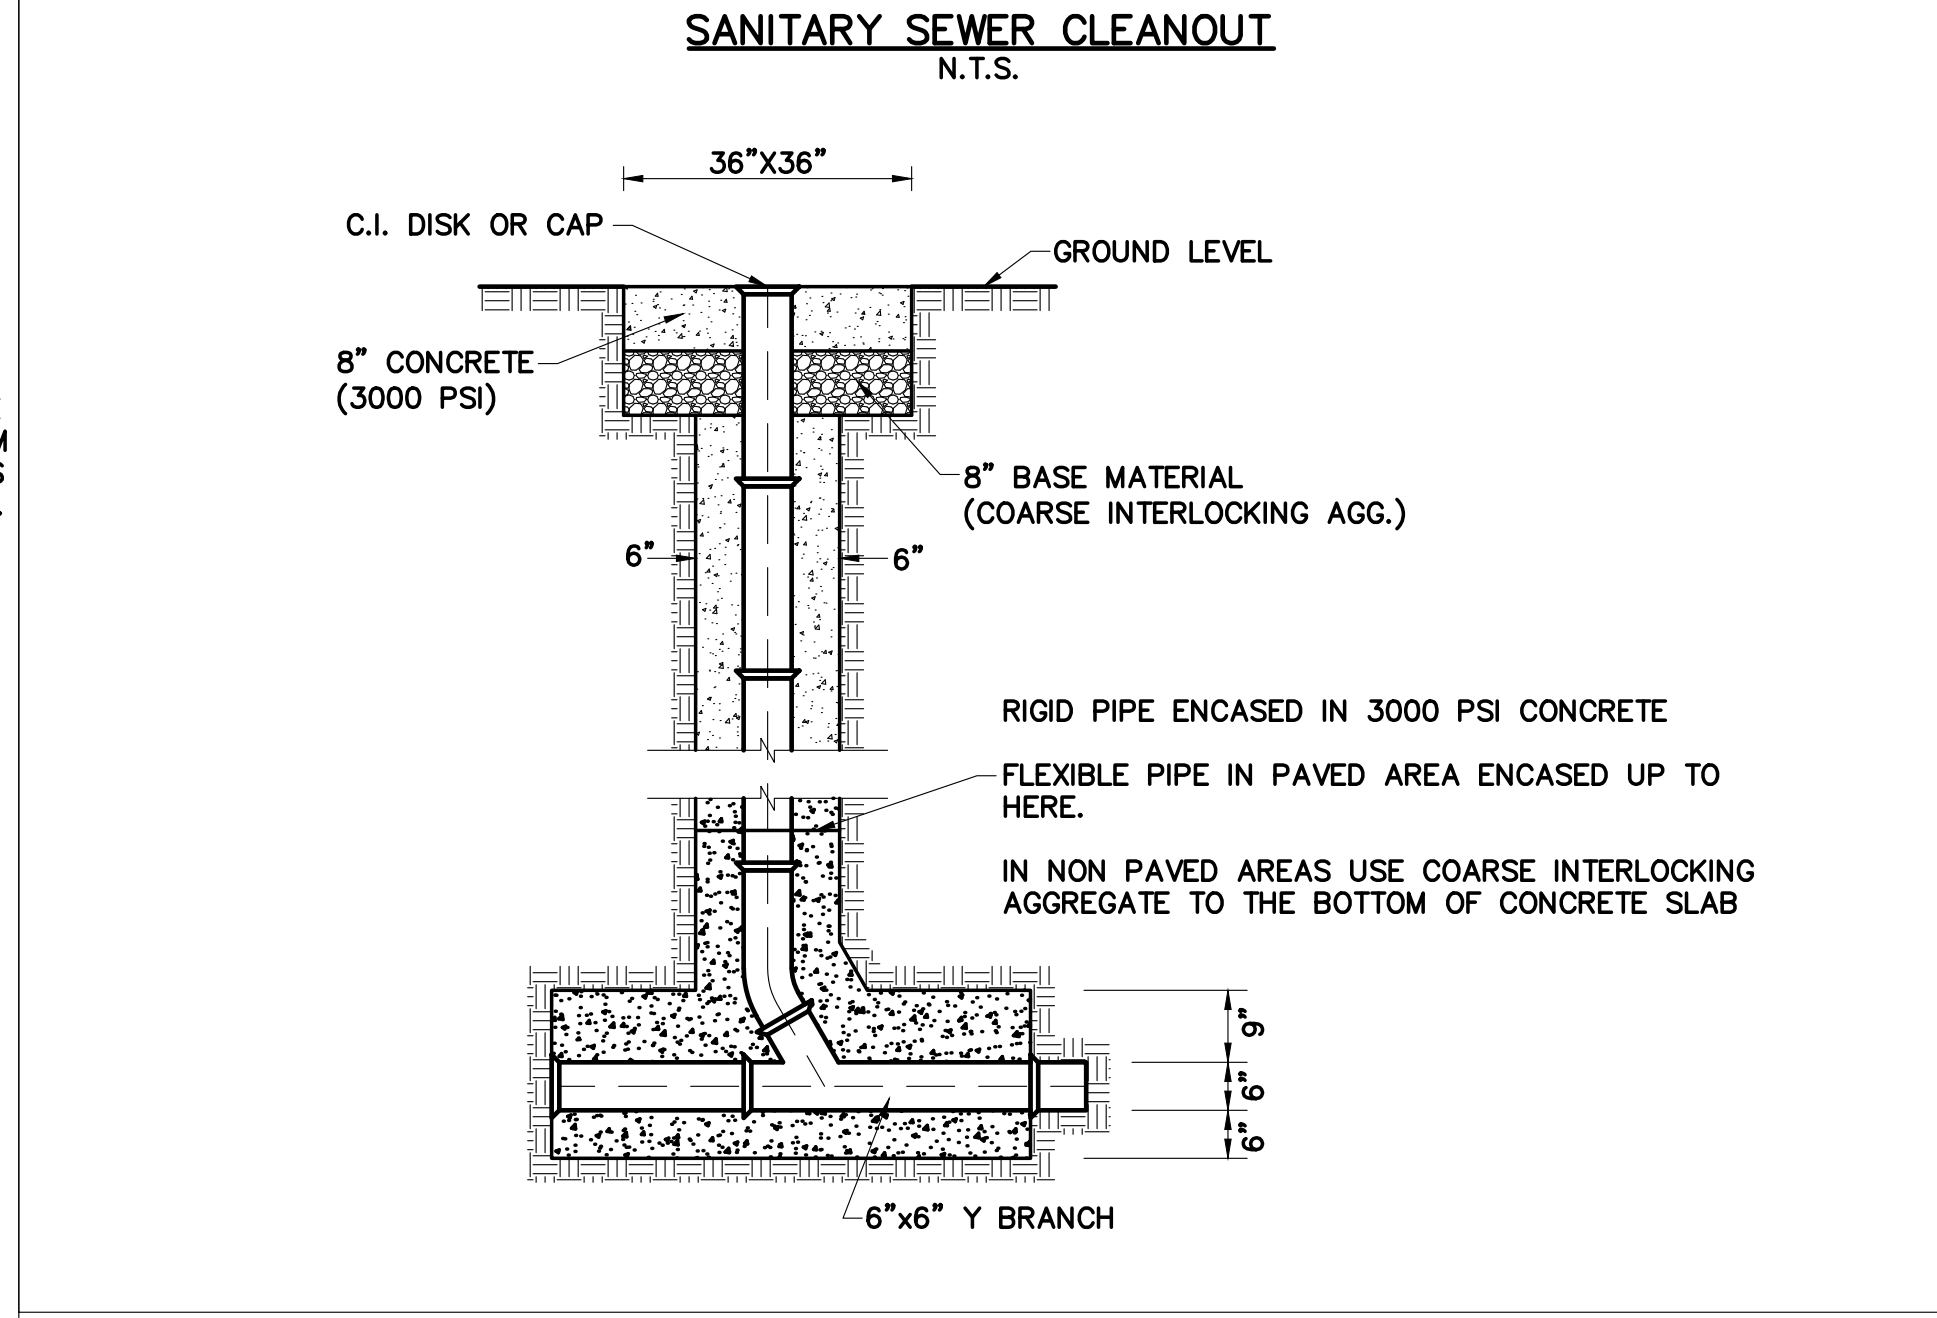 SANITARY SEWER CLEANOUT
N.T.S.
36"X36"
C.I. DISK OR CAP
GROUND LEVEL
8" CONCRETE
(3000 PSI)
8" BASE MATERIAL
(COARSE INTERLOCKING AGG.)
6"
6"
RIGID PIPE ENCASED IN 3000 PSI CONCRETE
FLEXIBLE PIPE IN PAVED AREA ENCASED UP TO
HERE.
IN NON PAVED AREAS USE COARSE INTERLOCKING
AGGREGATE TO THE BOTTOM OF CONCRETE SLAB
9"
6"
6"
6"x6" Y BRANCH